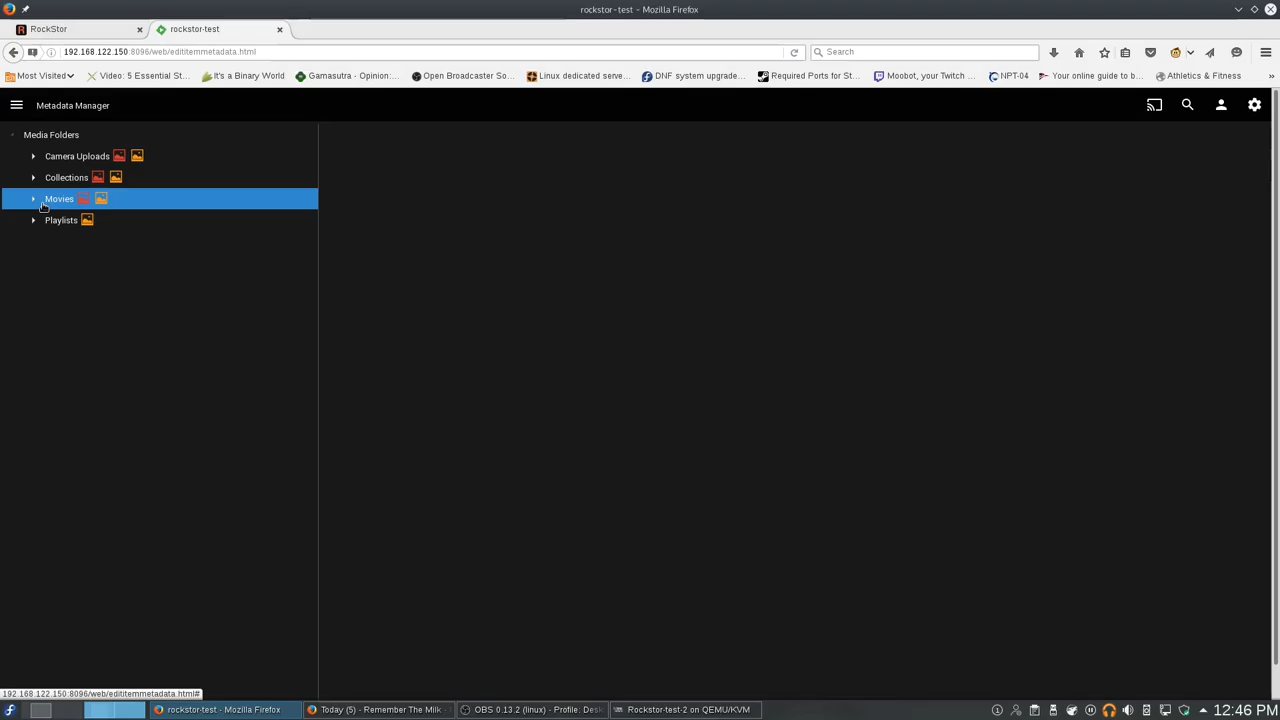 rockstor-test - Mozilla Firefox
RockStor
rockstor-test
192.168.122.150:8096/web/edititemmetadata.html
Search
Most Visited
Video: 5 Essential St...
It's a Binary World
Gamasutra - Opinion:...
Open Broadcaster So...
Linux dedicated serve...
DNF system upgrade...
Required Ports for St...
Moobot, your Twitch ...
NPT-04
Your online guide to b...
Athletics & Fitness
»
Metadata Manager
Media Folders
Camera Uploads
Collections
Movies
Playlists
192.168.122.150:8096/web/edititemmetadata.html#
rockstor-test - Mozilla Firefox
Today (5) - Remember The Milk -
OBS 0.13.2 (linux) - Profile: Desk
Rockstor-test-2 on QEMU/KVM
12:46 PM